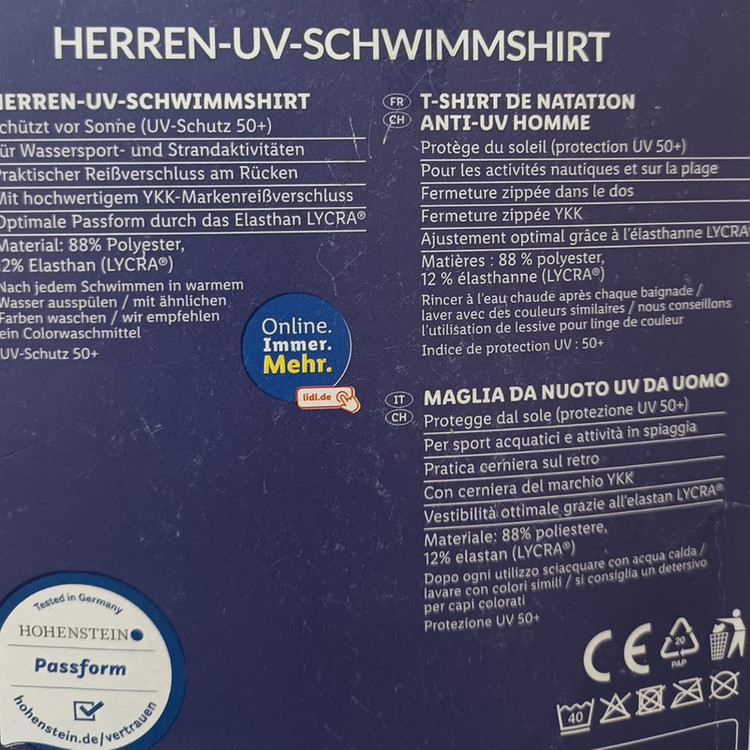 HERREN-UV-SCHWIMMSHIRT
HERREN-UV-SCHWIMMSHIRT
chützt vor Sonne (UV-Schutz 50+)
ür Wassersport- und Strandaktivitäten
raktischer Reißverschluss am Rücken
Mit hochwertigem YKK-Markenreißverschluss
Optimale Passform durch das Elasthan LYCRA®
Material: 88% Polyester,
2% Elasthan (LYCRA®)
Nach jedem Schwimmen in warmem
Wasser ausspülen / mit ähnlichen
Farben waschen / wir empfehlen
ein Colorwaschmittel
UV-Schutz 50+
Online.
Immer.
Mehr.
lidl.de
FR
CH
T-SHIRT DE NATATION
ANTI-UV HOMME
Protège du soleil (protection UV 50+)
Pour les activités nautiques et sur la plage
Fermeture zippée dans le dos
Fermeture zippée YKK
Ajustement optimal grâce à l'élasthanne LYCRA
Matières : 88 % polyester,
12 % élasthanne (LYCRA®)
Rincer à l'eau chaude après chaque baignade /
laver avec des couleurs similaires / nous conseillons
l'utilisation de lessive pour linge de couleur
Indice de protection UV : 50+
IT
CH
MAGLIA DA NUOTO UV DA UOMO
Protegge dal sole (protezione UV 50+)
Per sport acquatici e attività in spiaggia
Pratica cerniera sul retro
Con cerniera del marchio YKK
Vestibilità ottimale grazie all'elastan LYCRA®
Materiale: 88% poliestere,
12% elastan (LYCRA®)
Dopo ogni utilizzo sciacquare con acqua calda /
lavare con colori simili / si consiglia un detersivo
per capi colorati
Protezione UV 50+
Tested in Germany
HOHENSTEIN
Passform
hohenstein.de/vertrauen
CE
20
PAP
40